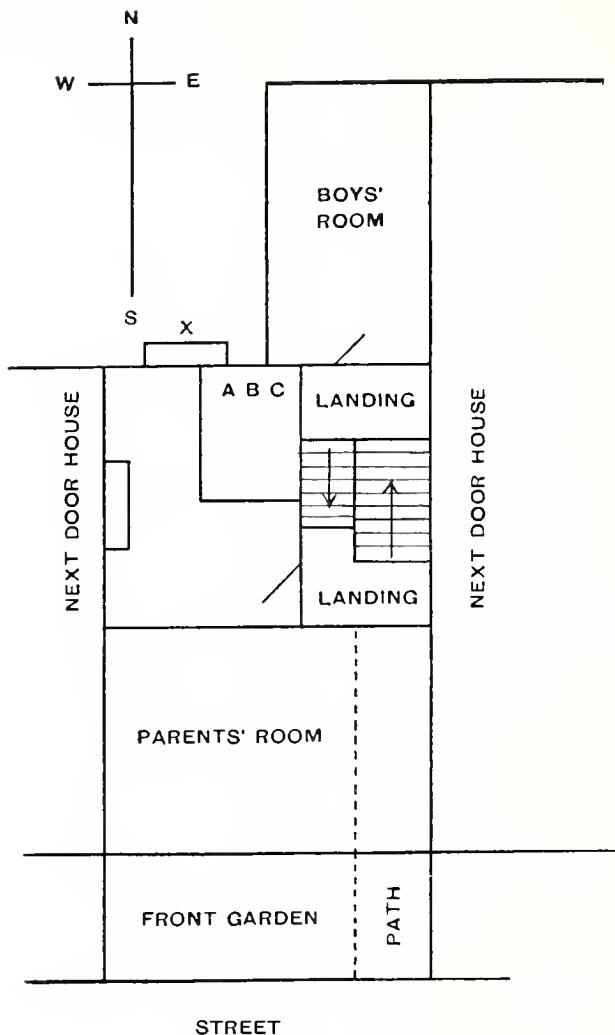 N
W E
S
BOYS'
ROOM
X
A B C
LANDING
NEXT DOOR HOUSE
NEXT DOOR HOUSE
LANDING
PARENTS' ROOM
FRONT GARDEN
PATH
STREET